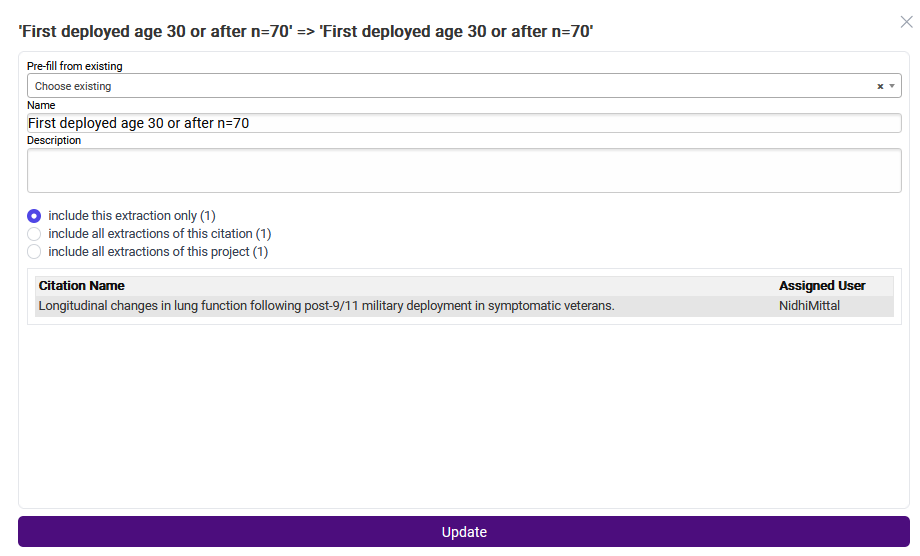 'First deployed age 30 or after n=70' => 'First deployed age 30 or after n=70'
Pre-fill from existing
Choose existing
Name
First deployed age 30 or after n=70
Description
include this extraction only (1)
include all extractions of this citation (1)
include all extractions of this project (1)
Citation Name Assigned User
Longitudinal changes in lung function following post-9/11 military deployment in symptomatic veterans. NidhiMittal
Update